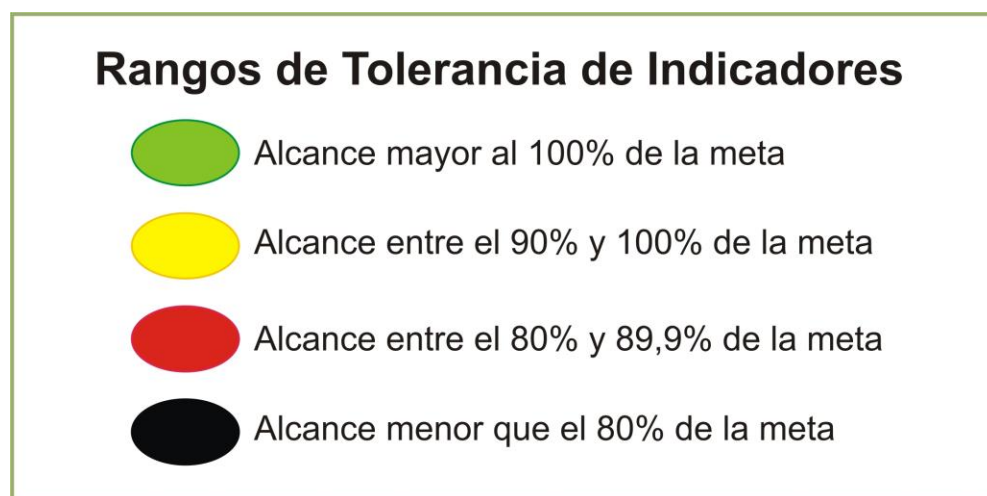 Rangos de Tolerancia de Indicadores
Alcance mayor al 100% de la meta
Alcance entre el 90% y 100% de la meta
Alcance entre el 80% y 89,9% de la meta
Alcance menor que el 80% de la meta